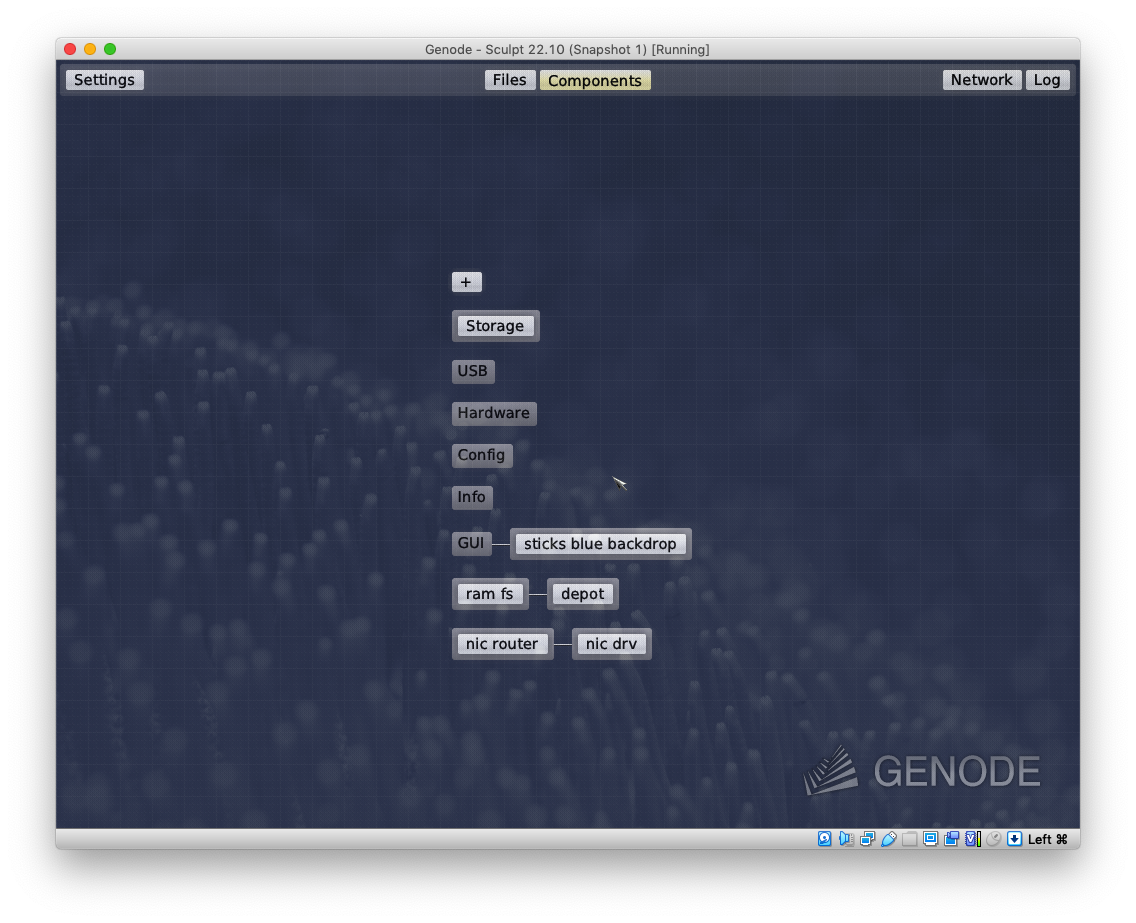 Genode - Sculpt 22.10 (Snapshot 1) [Running]
Settings Files Components Network Log
+
Storage
USB
Hardware
Config
Info
GUI sticks blue backdrop
ram fs depot
nic router nic drv
GENODE
Left ⌘